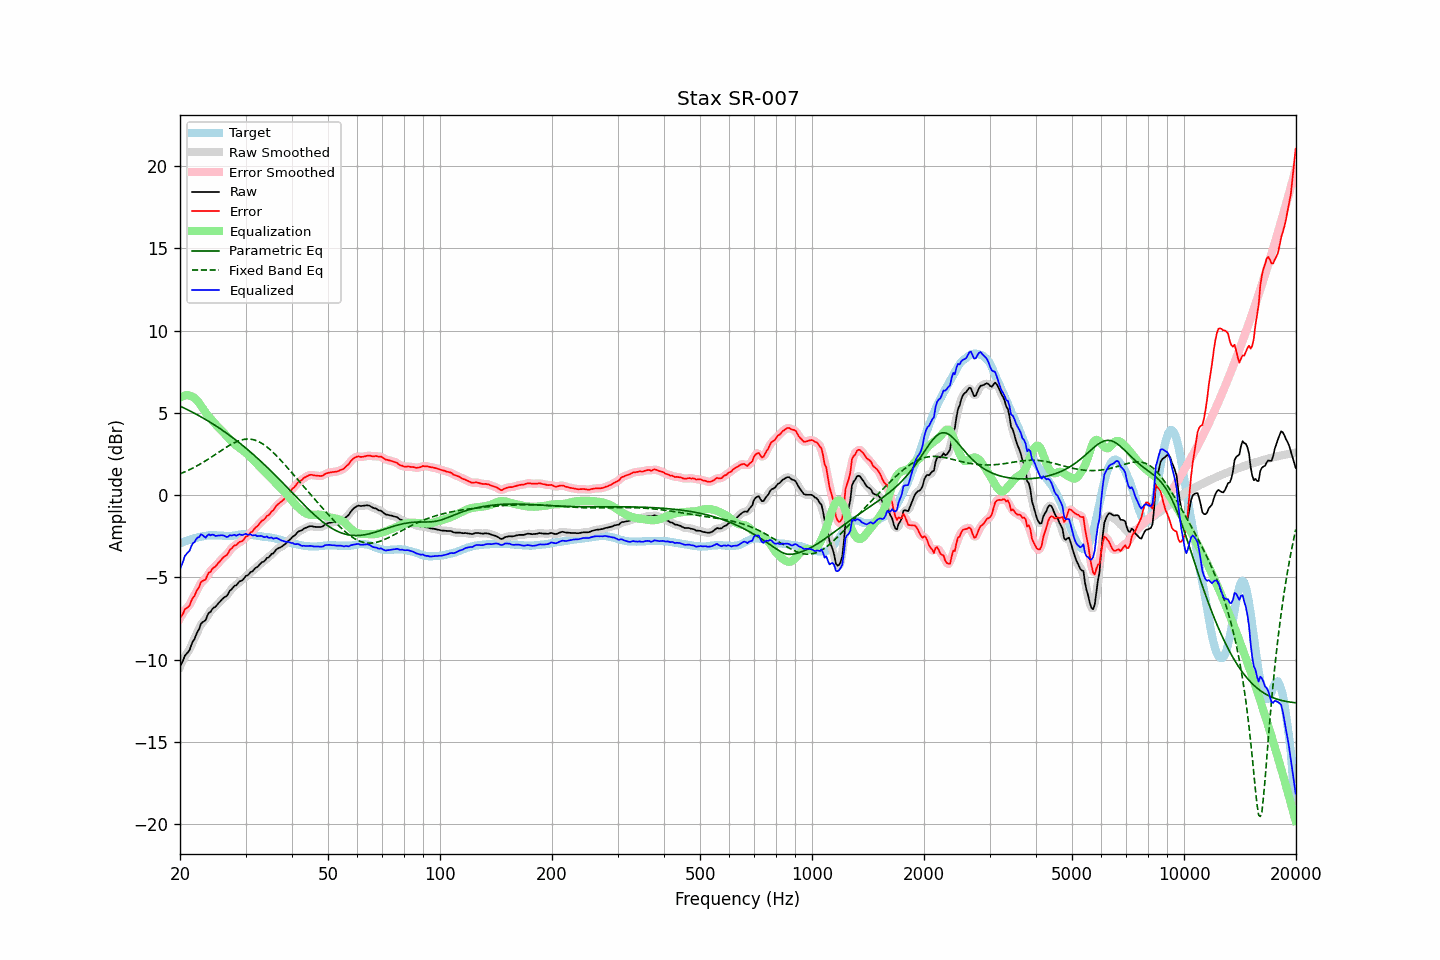 Stax SR-007
Target
Raw Smoothed
Error Smoothed
Raw
Error
Equalization
Parametric Eq
Fixed Band Eq
Equalized
Amplitude (dBr)
20
15
10
5
0
−5
−10
−15
−20
20 50 100 200 500 1000 2000 5000 10000 20000
Frequency (Hz)